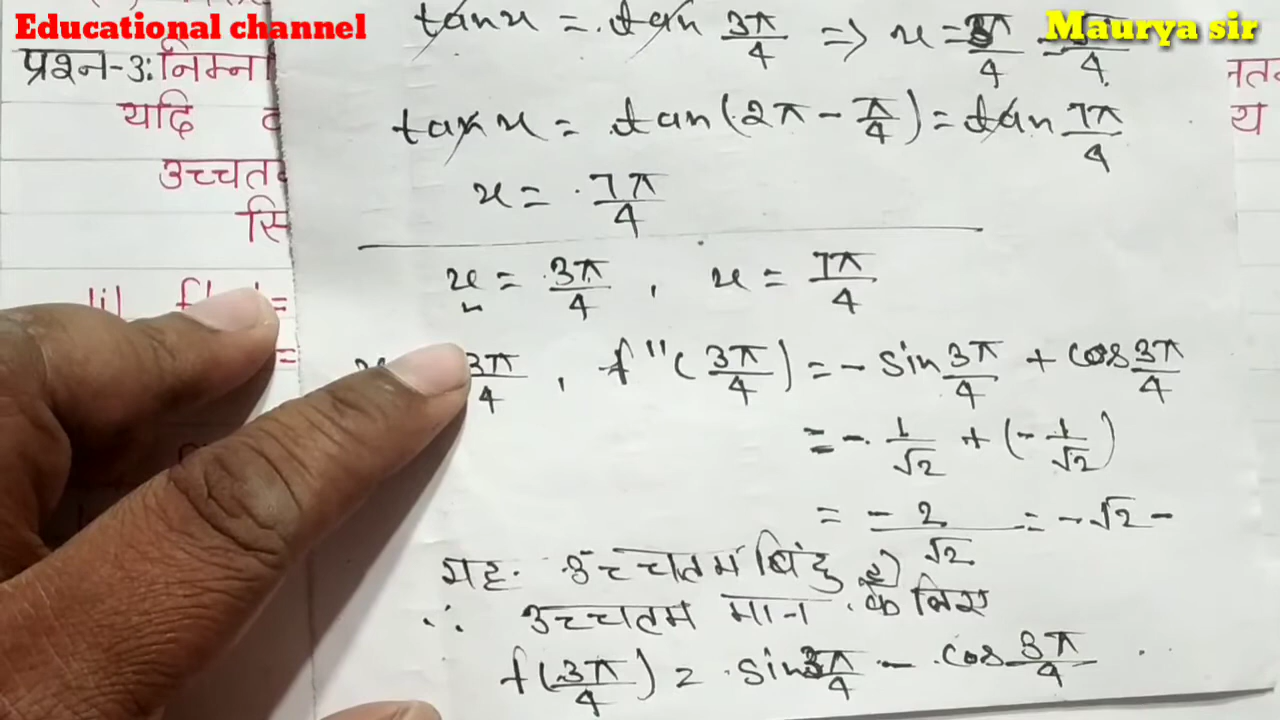 Educational channel
Maurya sir
प्रश्न-3: निम्न
यदि
उच्चत
सि
tan x = tan 3π/4 ⇒ x = 3π/4
tan x = tan(2π - π/4) = tan 7π/4
x = 7π/4
x = 3π/4, x = 7π/4
3π/4, f''(3π/4) = - sin 3π/4 + cos 3π/4
= - 1/√2 + (- 1/√2)
= -2/√2 = -√2 -
यह उच्चतम बिंदु है
∴ उच्चतम मान के लिए
f(3π/4) = sin 3π/4 - cos 3π/4